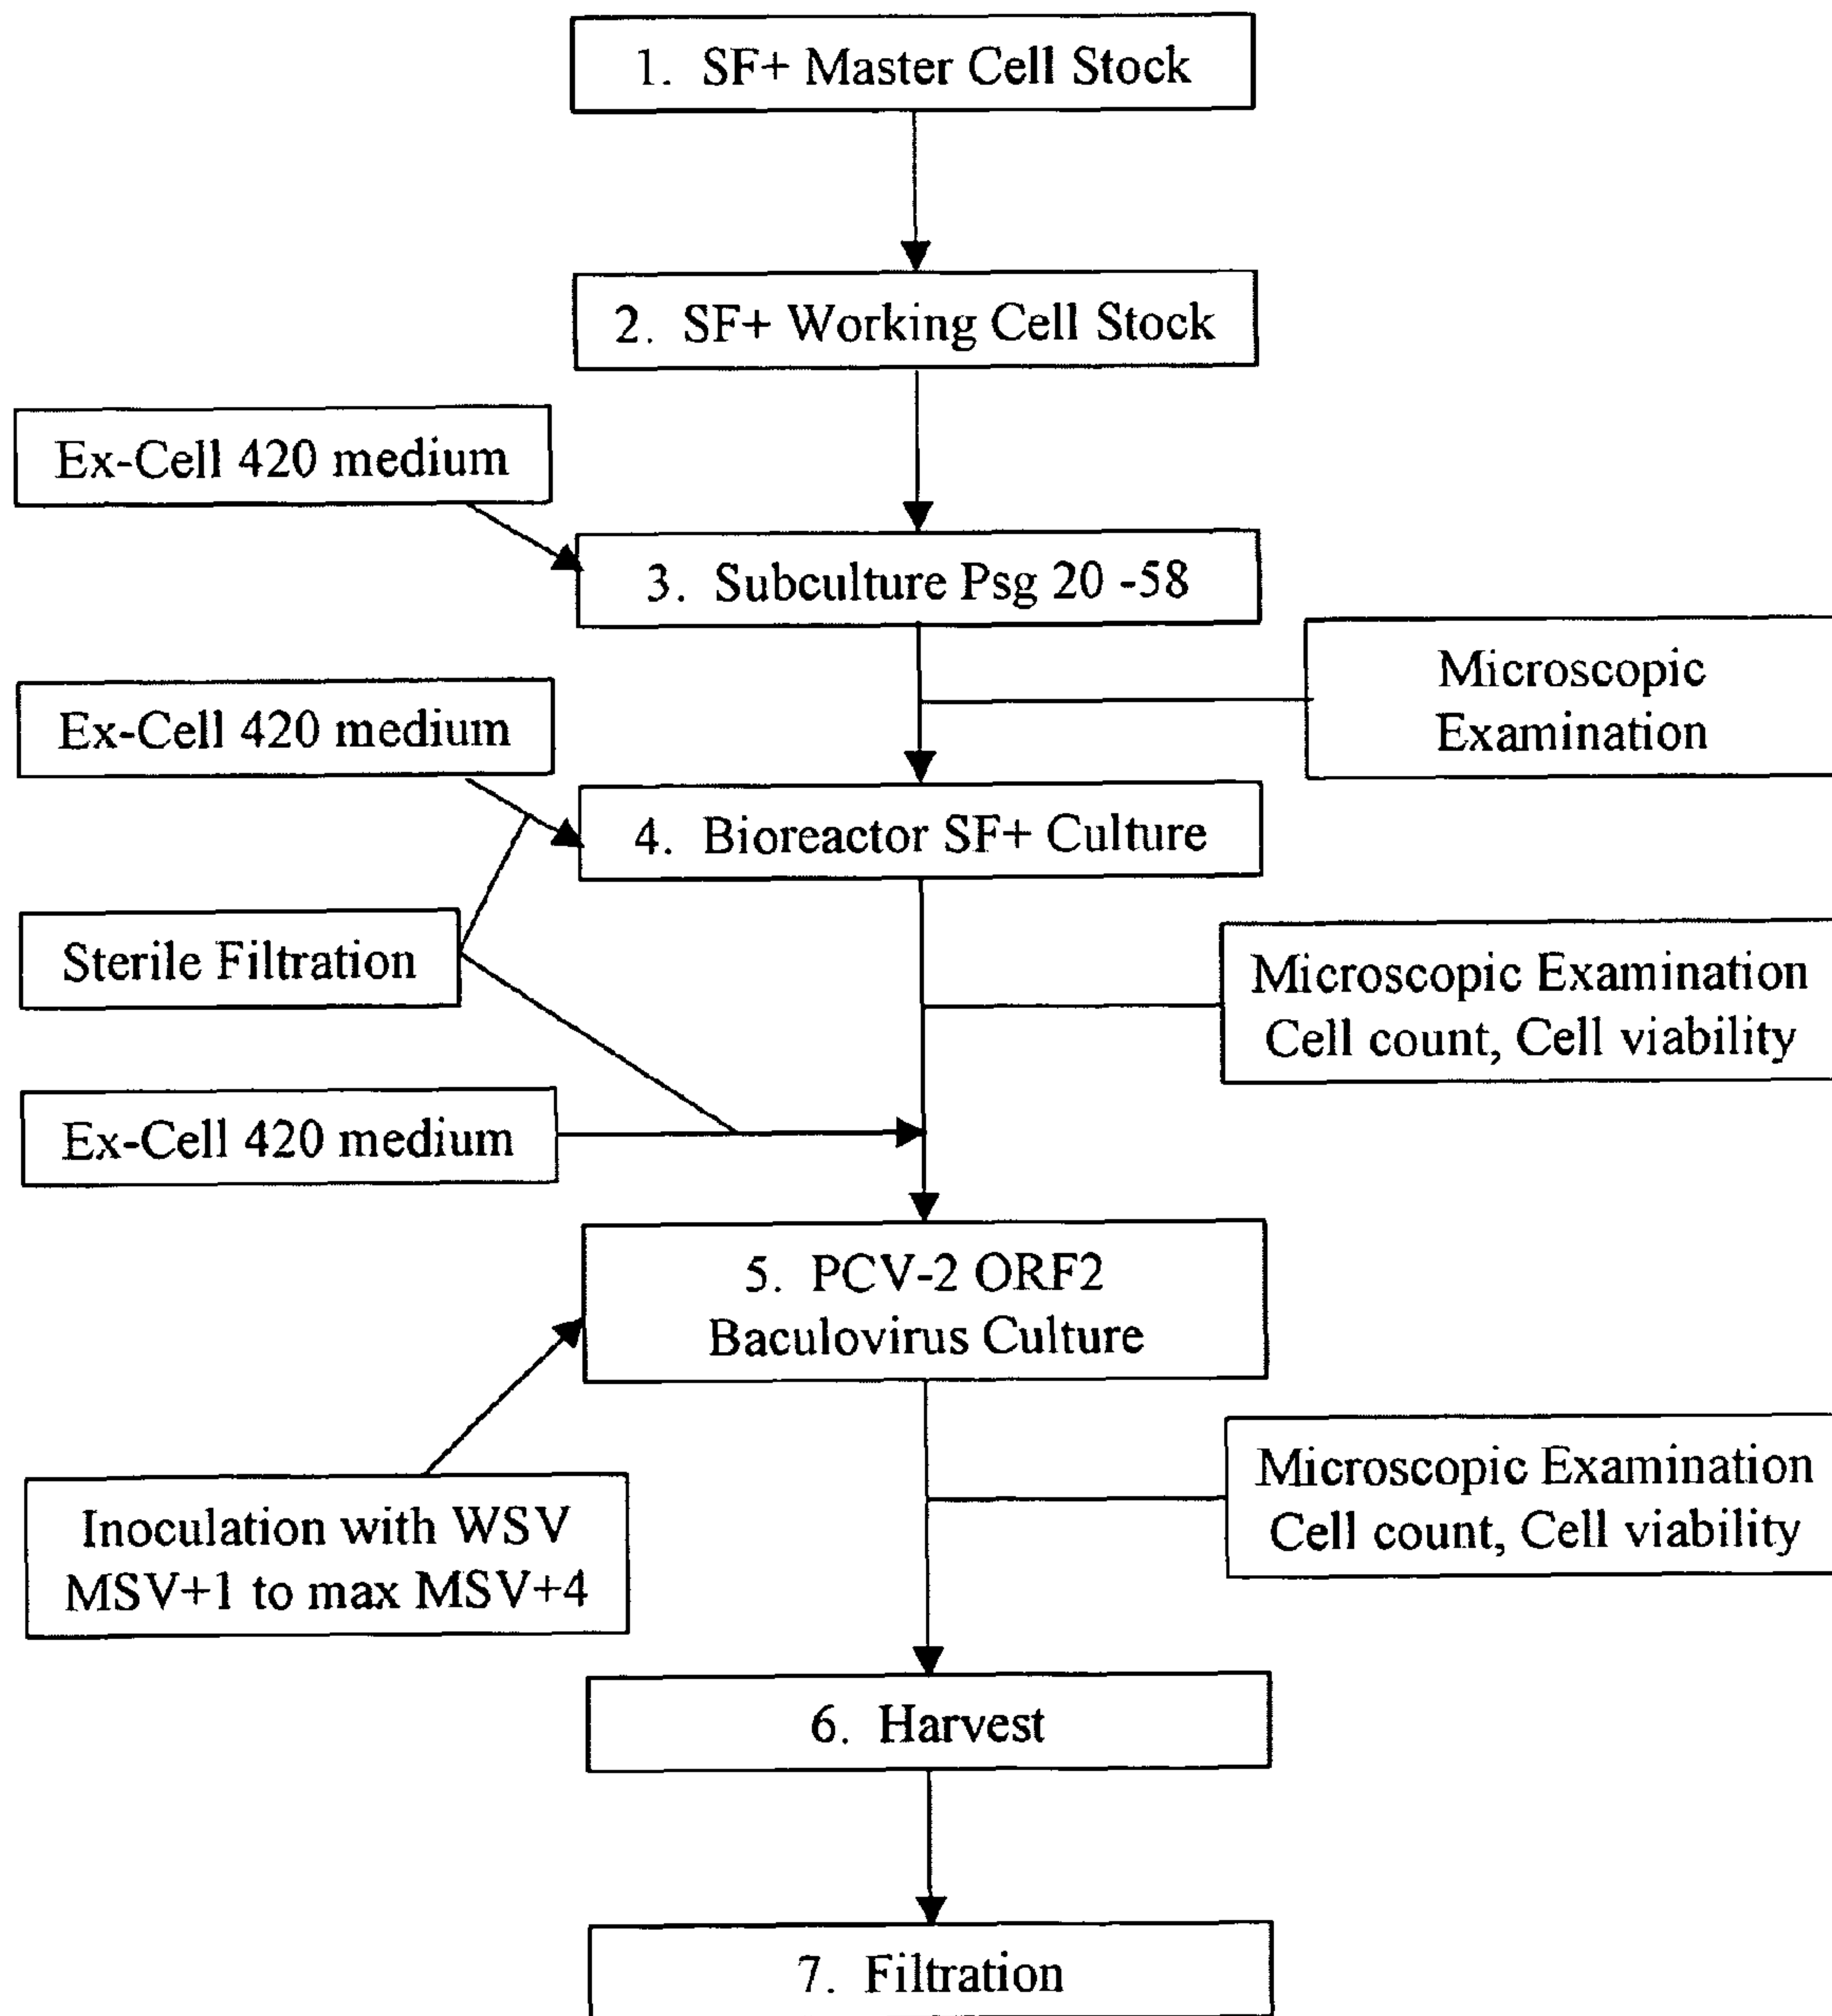 1. SF+ Master Cell Stock
2. SF+ Working Cell Stock
Ex-Cell 420 medium
3. Subculture Psg 20 -58
Microscopic
Examination
Ex-Cell 420 medium
4. Bioreactor SF+ Culture
Sterile Filtration
Microscopic Examination
Cell count, Cell viability
Ex-Cell 420 medium
5. PCV-2 ORF2
Baculovirus Culture
Inoculation with WSV
MSV+1 to max MSV+4
Microscopic Examination
Cell count, Cell viability
6. Harvest
7. Filtration